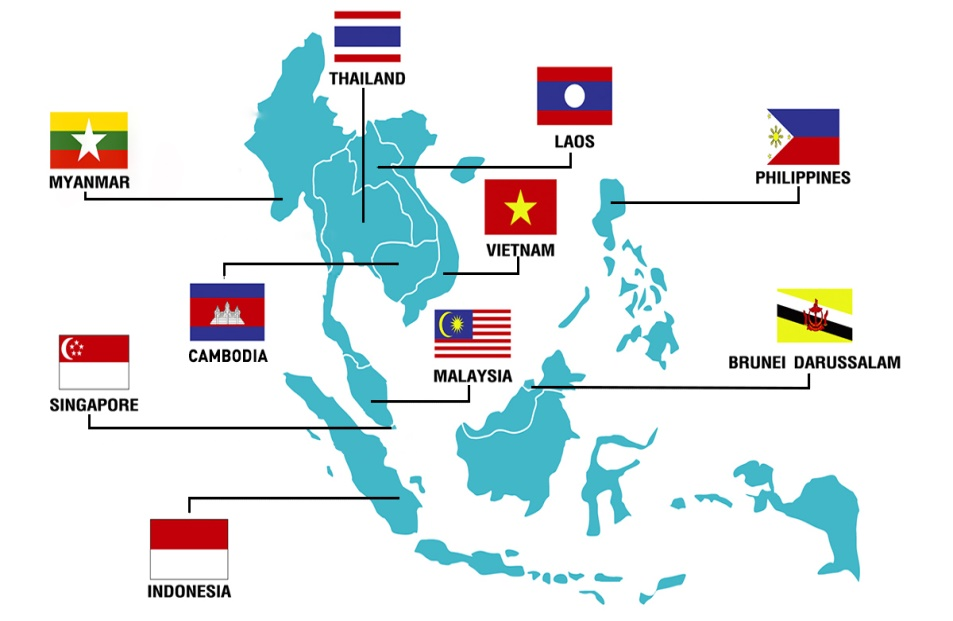 THAILAND
LAOS
MYANMAR
PHILIPPINES
VIETNAM
CAMBODIA
BRUNEI DARUSSALAM
MALAYSIA
SINGAPORE
INDONESIA